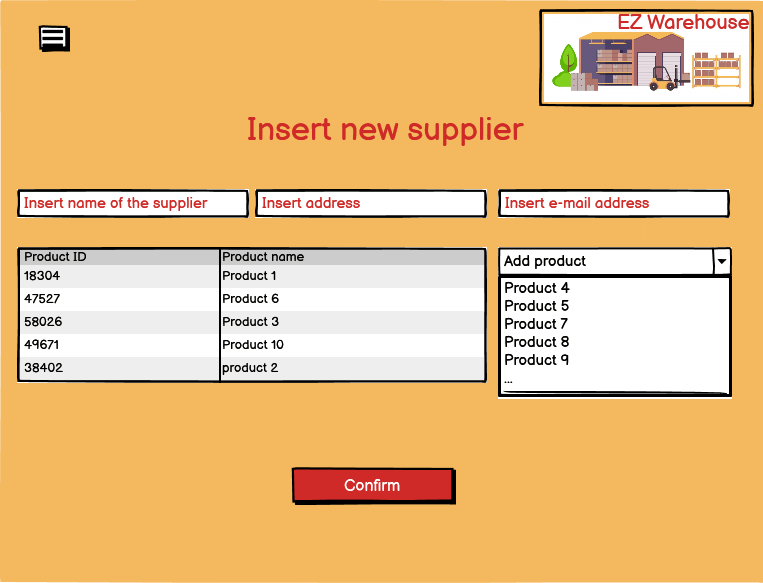 EZ Warehouse
Insert new supplier
Insert name of the supplier
Insert address
Insert e-mail address
Product ID Product name
18304 Product 1
47527 Product 6
58026 Product 3
49671 Product 10
38402 product 2
Add product
Product 4
Product 5
Product 7
Product 8
Product 9
...
Confirm